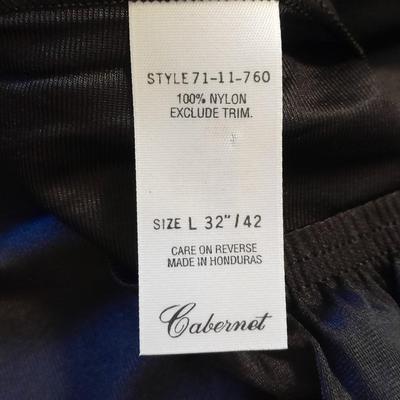 STYLE 71-11-760
100% NYLON
EXCLUDE TRIM.
SIZE L 32"/42
CARE ON REVERSE
MADE IN HONDURAS
Cabernet